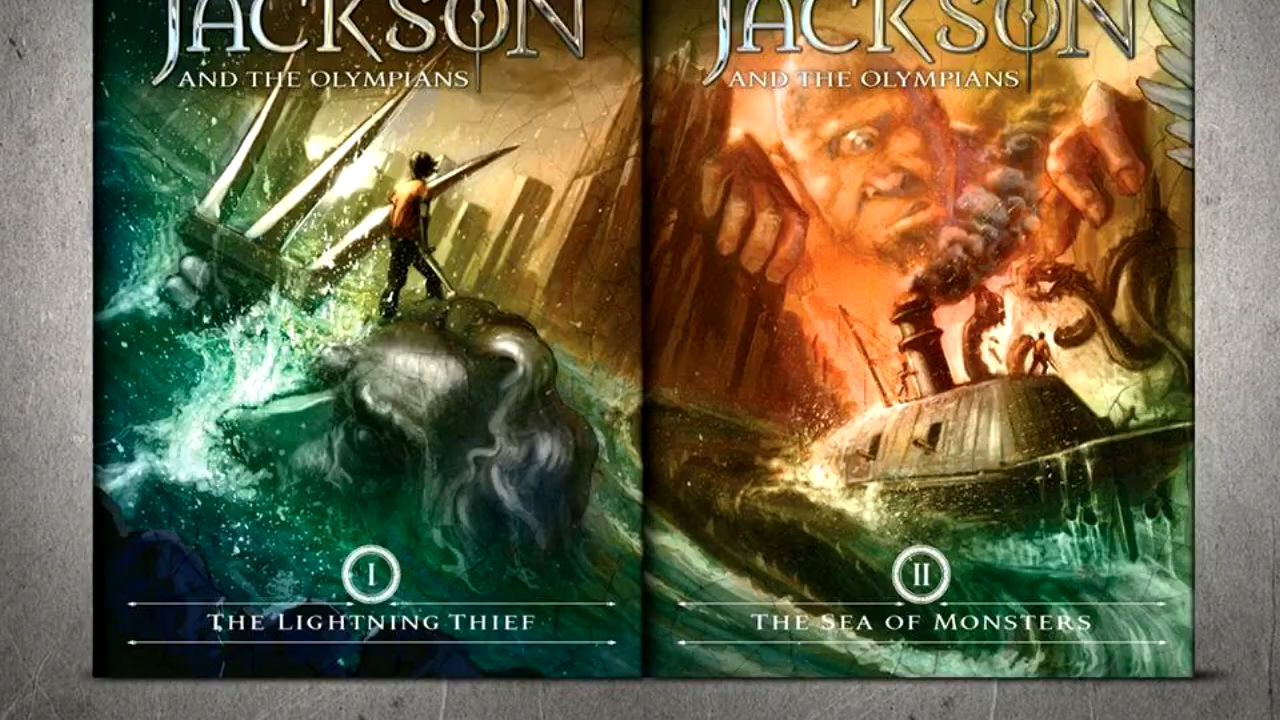 JACKSON
AND THE OLYMPIANS
I
THE LIGHTNING THIEF
JACKSON
AND THE OLYMPIANS
II
THE SEA OF MONSTERS